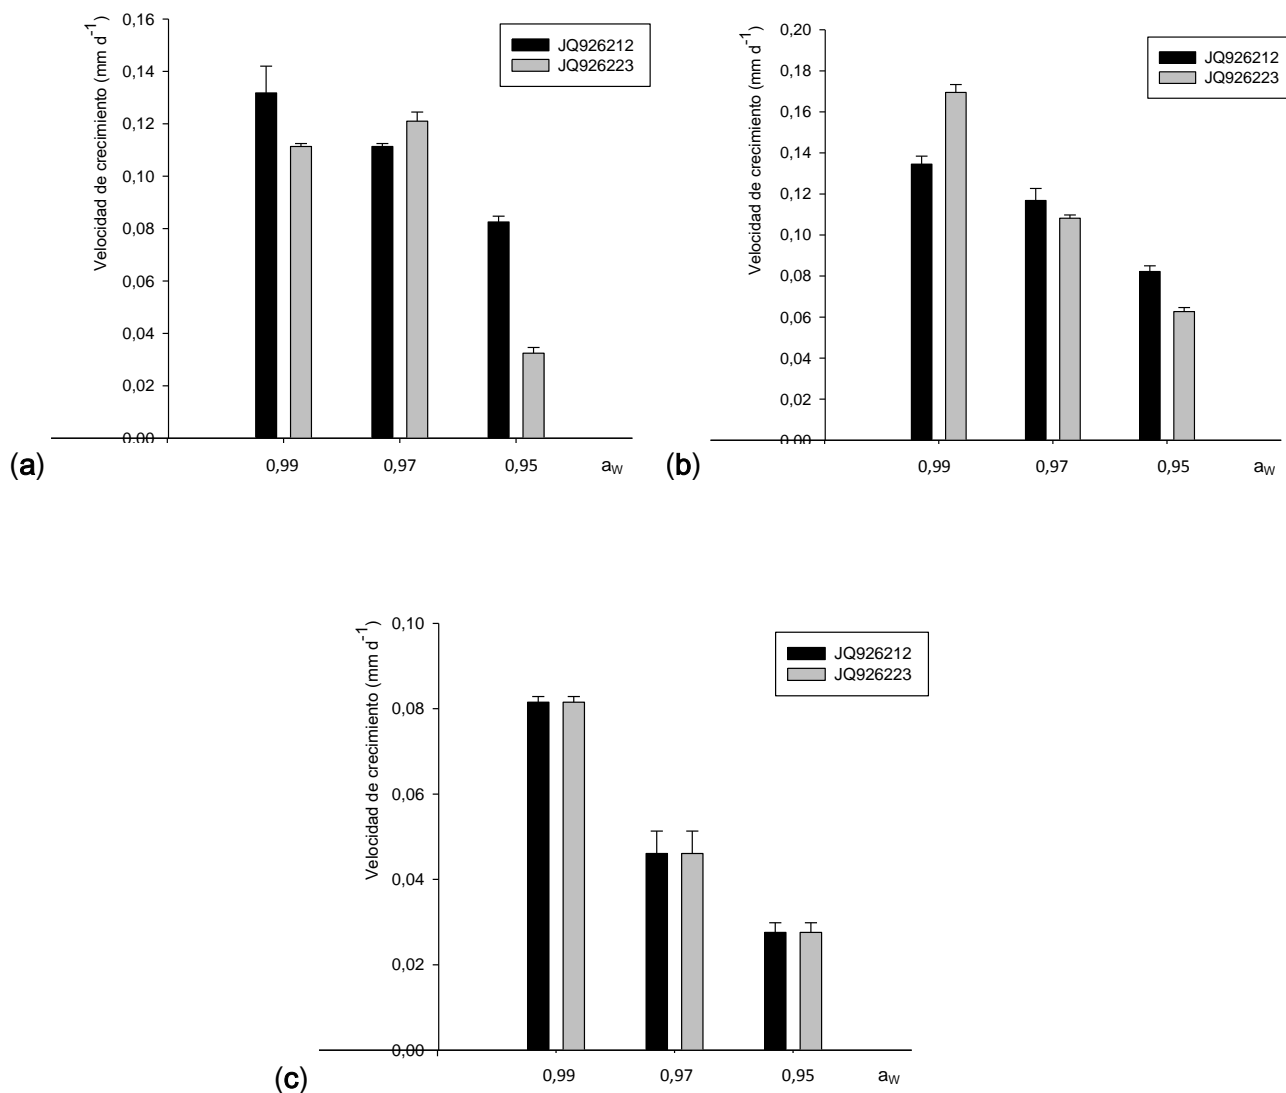 0,16
0,14
0,12
0,10
0,08
0,06
0,04
0,02
0.00
Velocidad de crecimiento (mm d-1)
JQ926212
JQ926223
0,99 0,97 0,95 aW
(a)
0,20
0,18
0,16
0,14
0,12
0,10
0,08
0,06
0,04
0,02
0.00
Velocidad de crecimiento (mm d-1)
JQ926212
JQ926223
0,99 0,97 0,95 aW
(b)
0,10
0,08
0,06
0,04
0,02
0,00
Velocidad de crecimiento (mm d-1)
JQ926212
JQ926223
0,99 0,97 0,95 aW
(c)